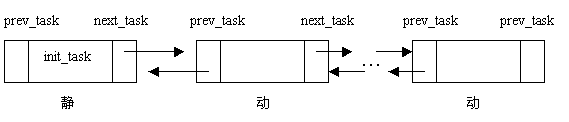 prev_task next_task prev_task next_task prev_task prev_task
init_task
...
静 动 动